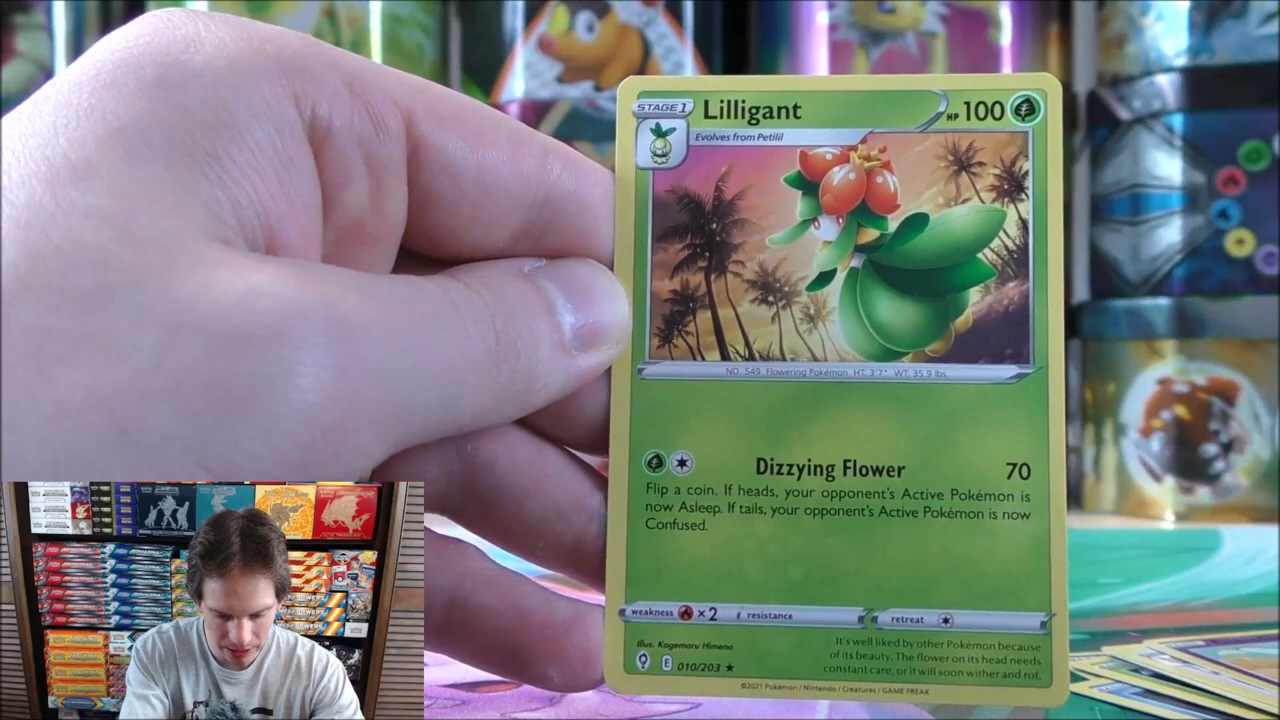 STAGE 1
Lilligant
HP 100
Evolves from Petilil
NO. 549 Flowering Pokémon HT: 3'7" WT: 35.9 lbs.
Dizzying Flower 70
Flip a coin. If heads, your opponent's Active Pokémon is
now Asleep. If tails, your opponent's Active Pokémon is now
Confused.
weakness ×2 resistance
retreat
Illus. Kagemaru Himeno
E 010/203 ★
It's well liked by other Pokémon because
of its beauty. The flower on its head needs
constant care, or it will soon wither and rot.
©2021 Pokémon / Nintendo / Creatures / GAME FREAK